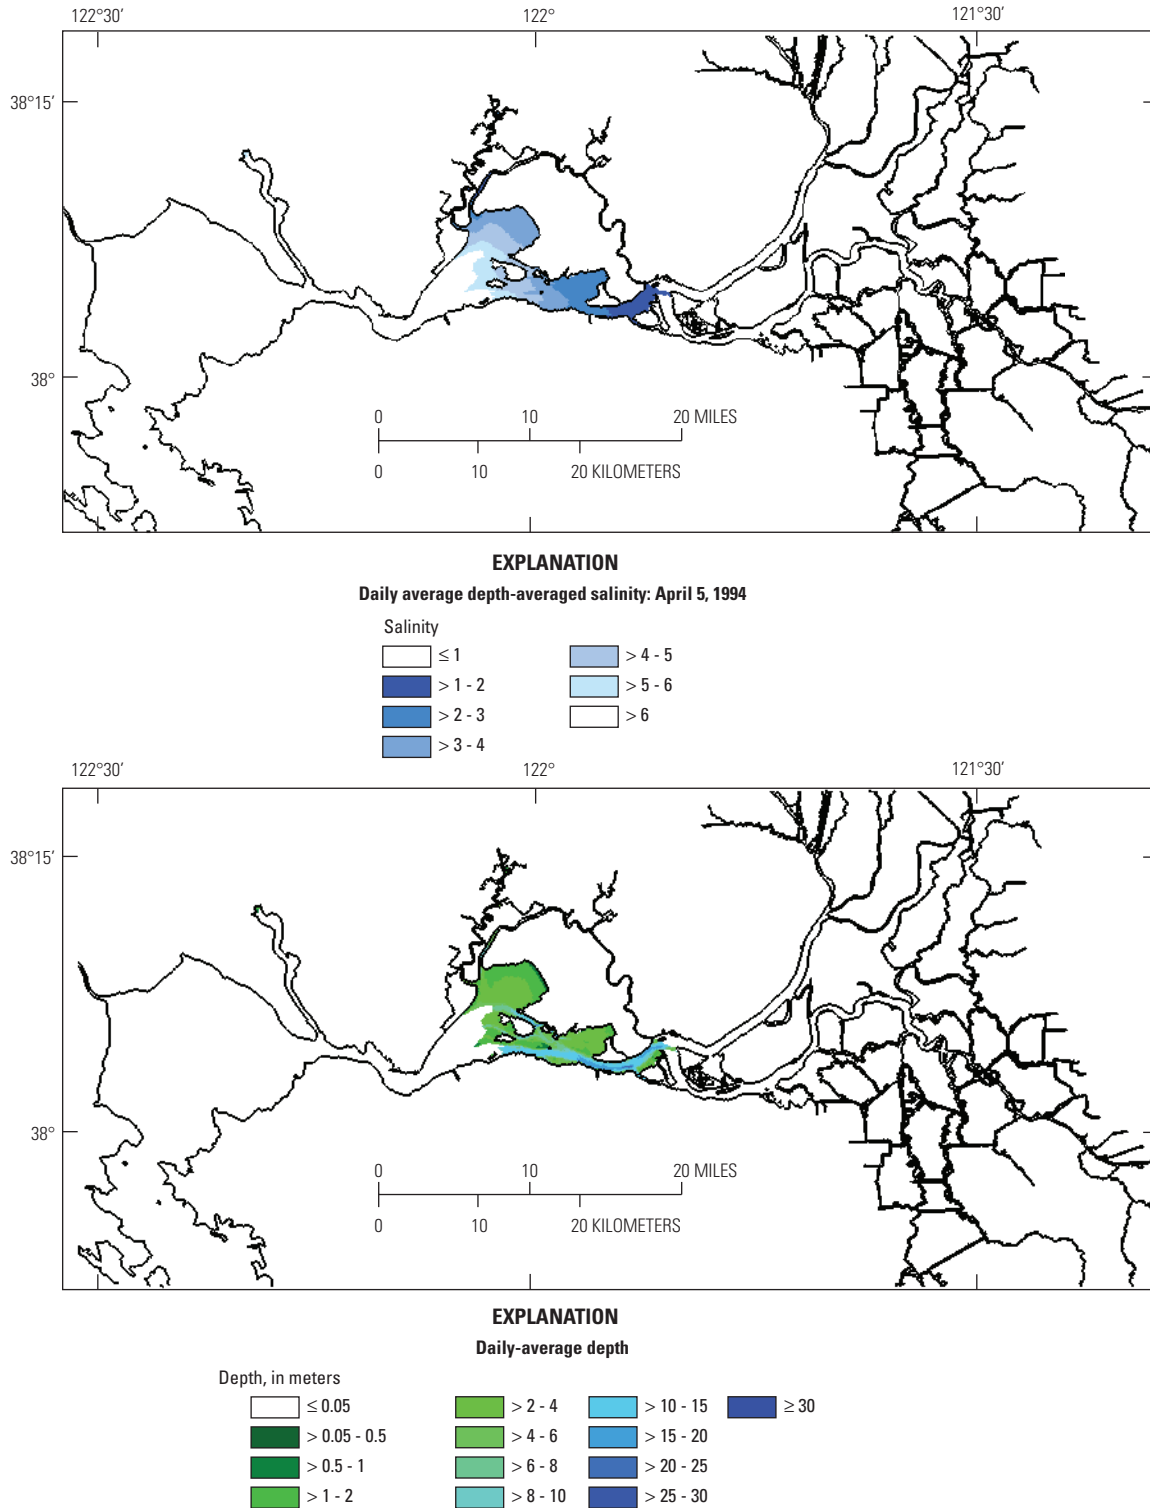 122°30′ 122° 121°30′
38°15′
38°
0 10 20 MILES
0 10 20 KILOMETERS
EXPLANATION
Daily average depth-averaged salinity: April 5, 1994
Salinity
≤ 1 > 4 - 5
> 1 - 2 > 5 - 6
> 2 - 3 > 6
> 3 - 4
122°30′ 122° 121°30′
38°15′
38°
0 10 20 MILES
0 10 20 KILOMETERS
EXPLANATION
Daily-average depth
Depth, in meters
≤ 0.05 > 2 - 4 > 10 - 15 ≥ 30
> 0.05 - 0.5 > 4 - 6 > 15 - 20
> 0.5 - 1 > 6 - 8 > 20 - 25
> 1 - 2 > 8 - 10 > 25 - 30